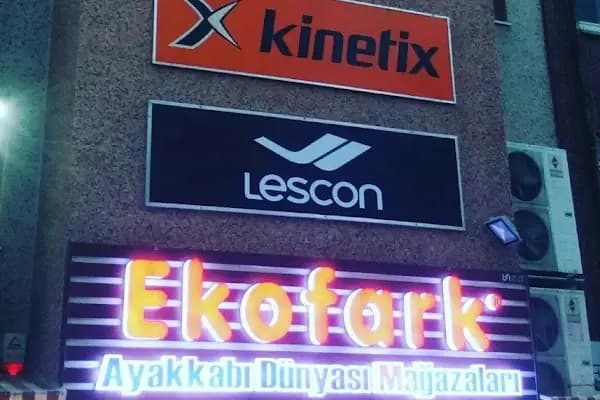 kinetix
Lescon
Ekofark
Ayakkabı Dünyası Mağazaları